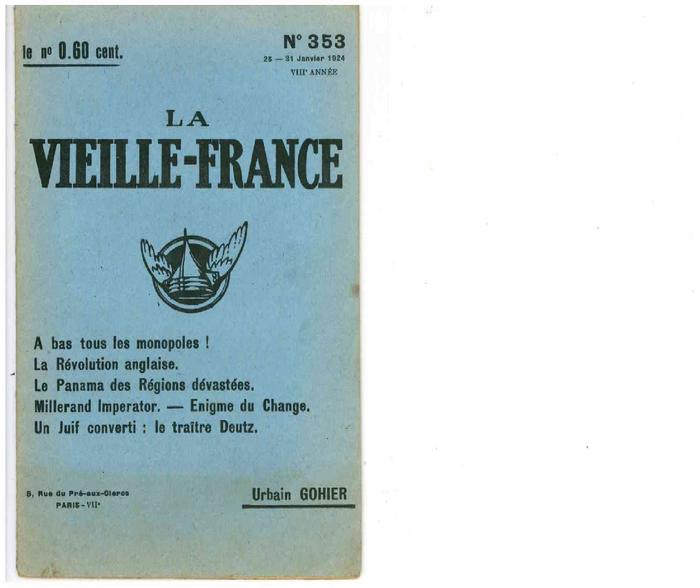 le nº 0.60 cent.
N° 353
25 — 31 Janvier 1924
VIIIᵉ ANNÉE
LA
VIEILLE-FRANCE
A bas tous les monopoles !
La Révolution anglaise.
Le Panama des Régions dévastées.
Millerand Imperator. — Enigme du Change.
Un Juif converti : le traître Deutz.
5, Rue du Pré-aux-Clercs
PARIS - VIIᵉ
Urbain GOHIER